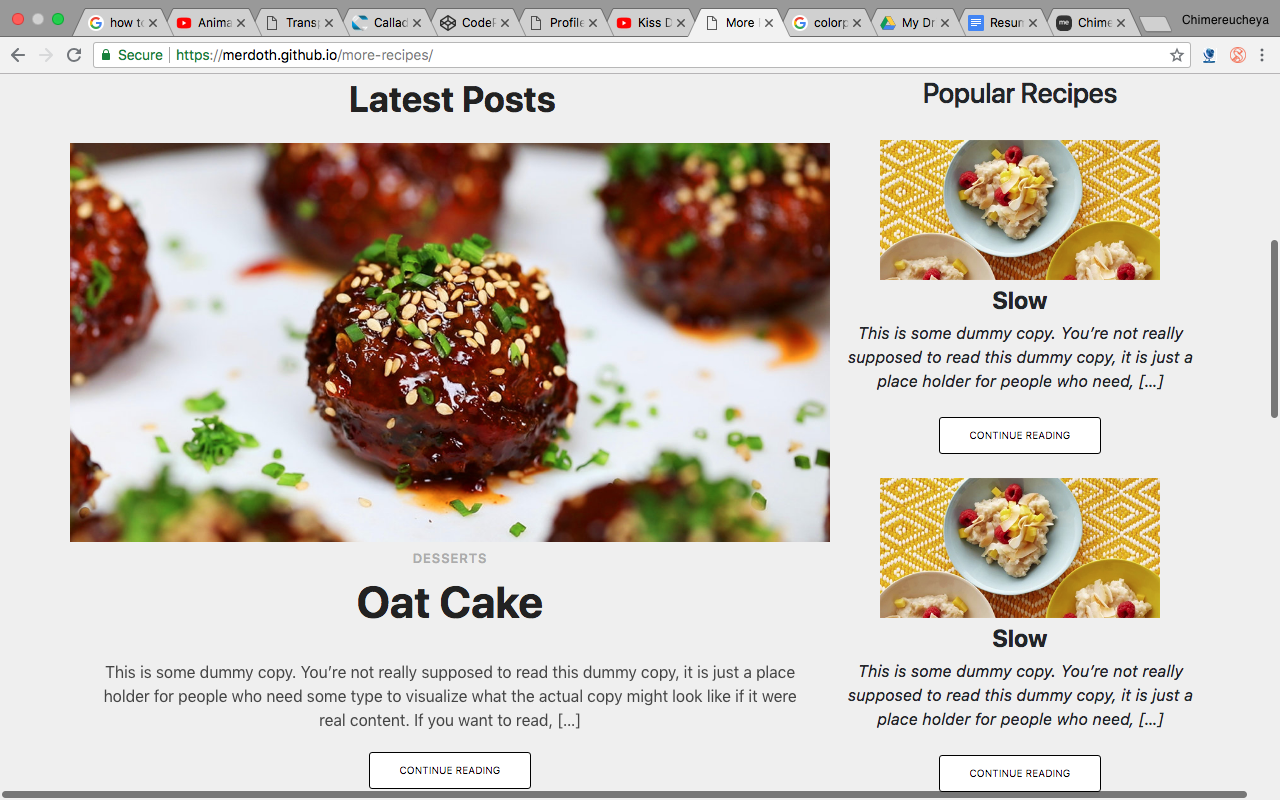 how to
Anima
Transp
Callad
CodeP
Profile
Kiss D
More
colorp
My Dr
Resum
me
Chime
Chimereucheya
Secure
https://merdoth.github.io/more-recipes/
Latest Posts
DESSERTS
Oat Cake
This is some dummy copy. You’re not really supposed to read this dummy copy, it is just a place
holder for people who need some type to visualize what the actual copy might look like if it were
real content. If you want to read, [...]
CONTINUE READING
Popular Recipes
Slow
This is some dummy copy. You’re not really
supposed to read this dummy copy, it is just a
place holder for people who need, [...]
CONTINUE READING
Slow
This is some dummy copy. You’re not really
supposed to read this dummy copy, it is just a
place holder for people who need, [...]
CONTINUE READING